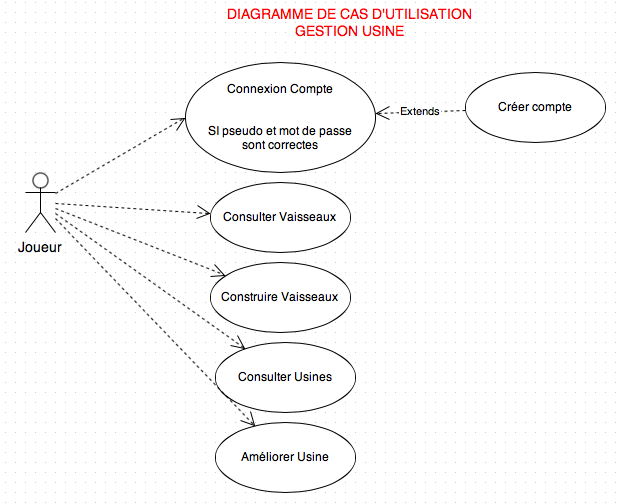 DIAGRAMME DE CAS D'UTILISATION
GESTION USINE
Connexion Compte
SI pseudo et mot de passe
sont correctes
Extends
Créer compte
Joueur
Consulter Vaisseaux
Construire Vaisseaux
Consulter Usines
Améliorer Usine